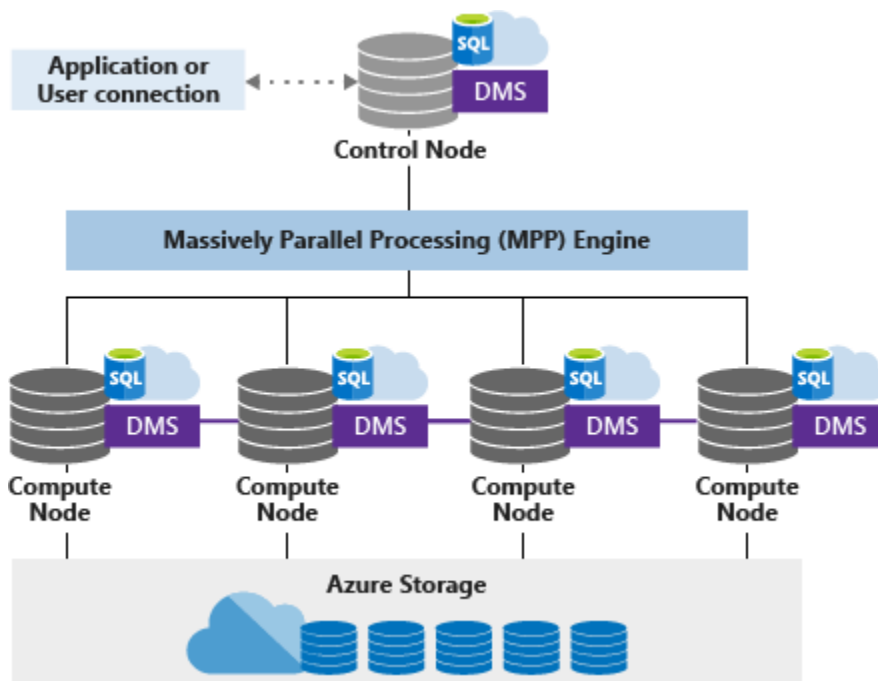 SQL
Application or
User connection
DMS
Control Node
Massively Parallel Processing (MPP) Engine
SQL
SQL
SQL
SQL
DMS
DMS
DMS
DMS
Compute
Node
Compute
Node
Compute
Node
Compute
Node
Azure Storage